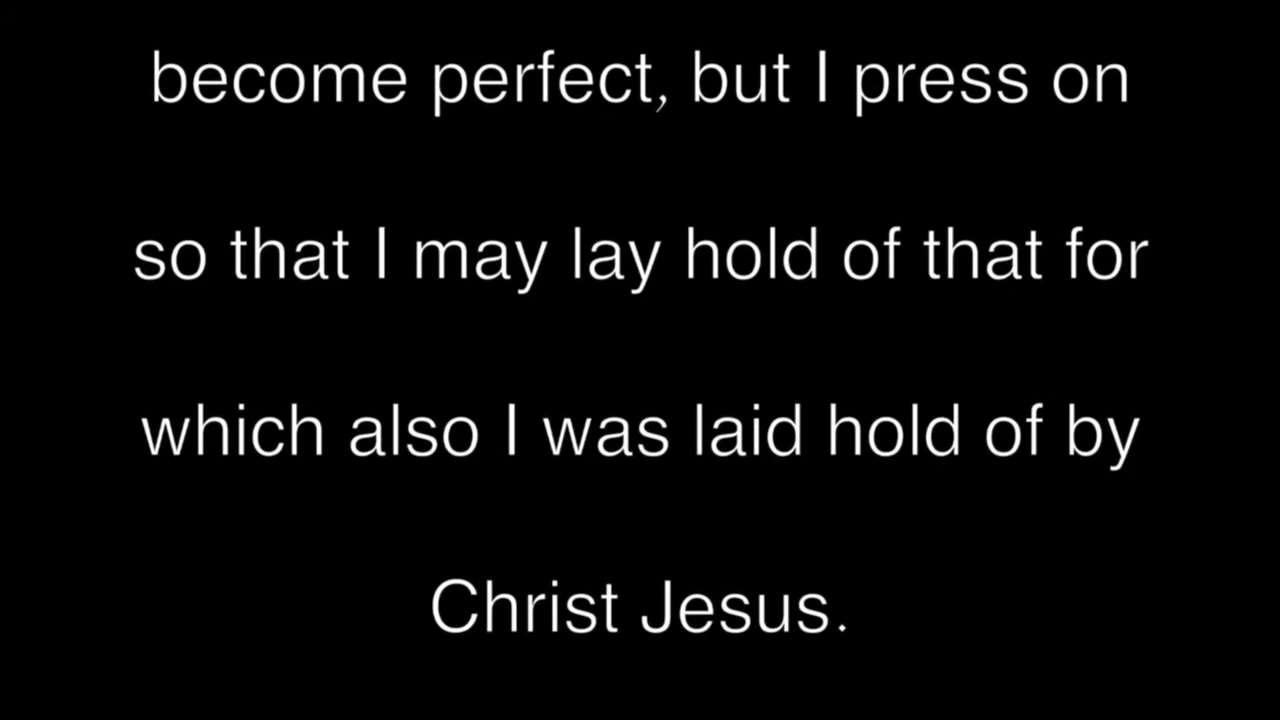 become perfect, but I press on
so that I may lay hold of that for
which also I was laid hold of by
Christ Jesus.